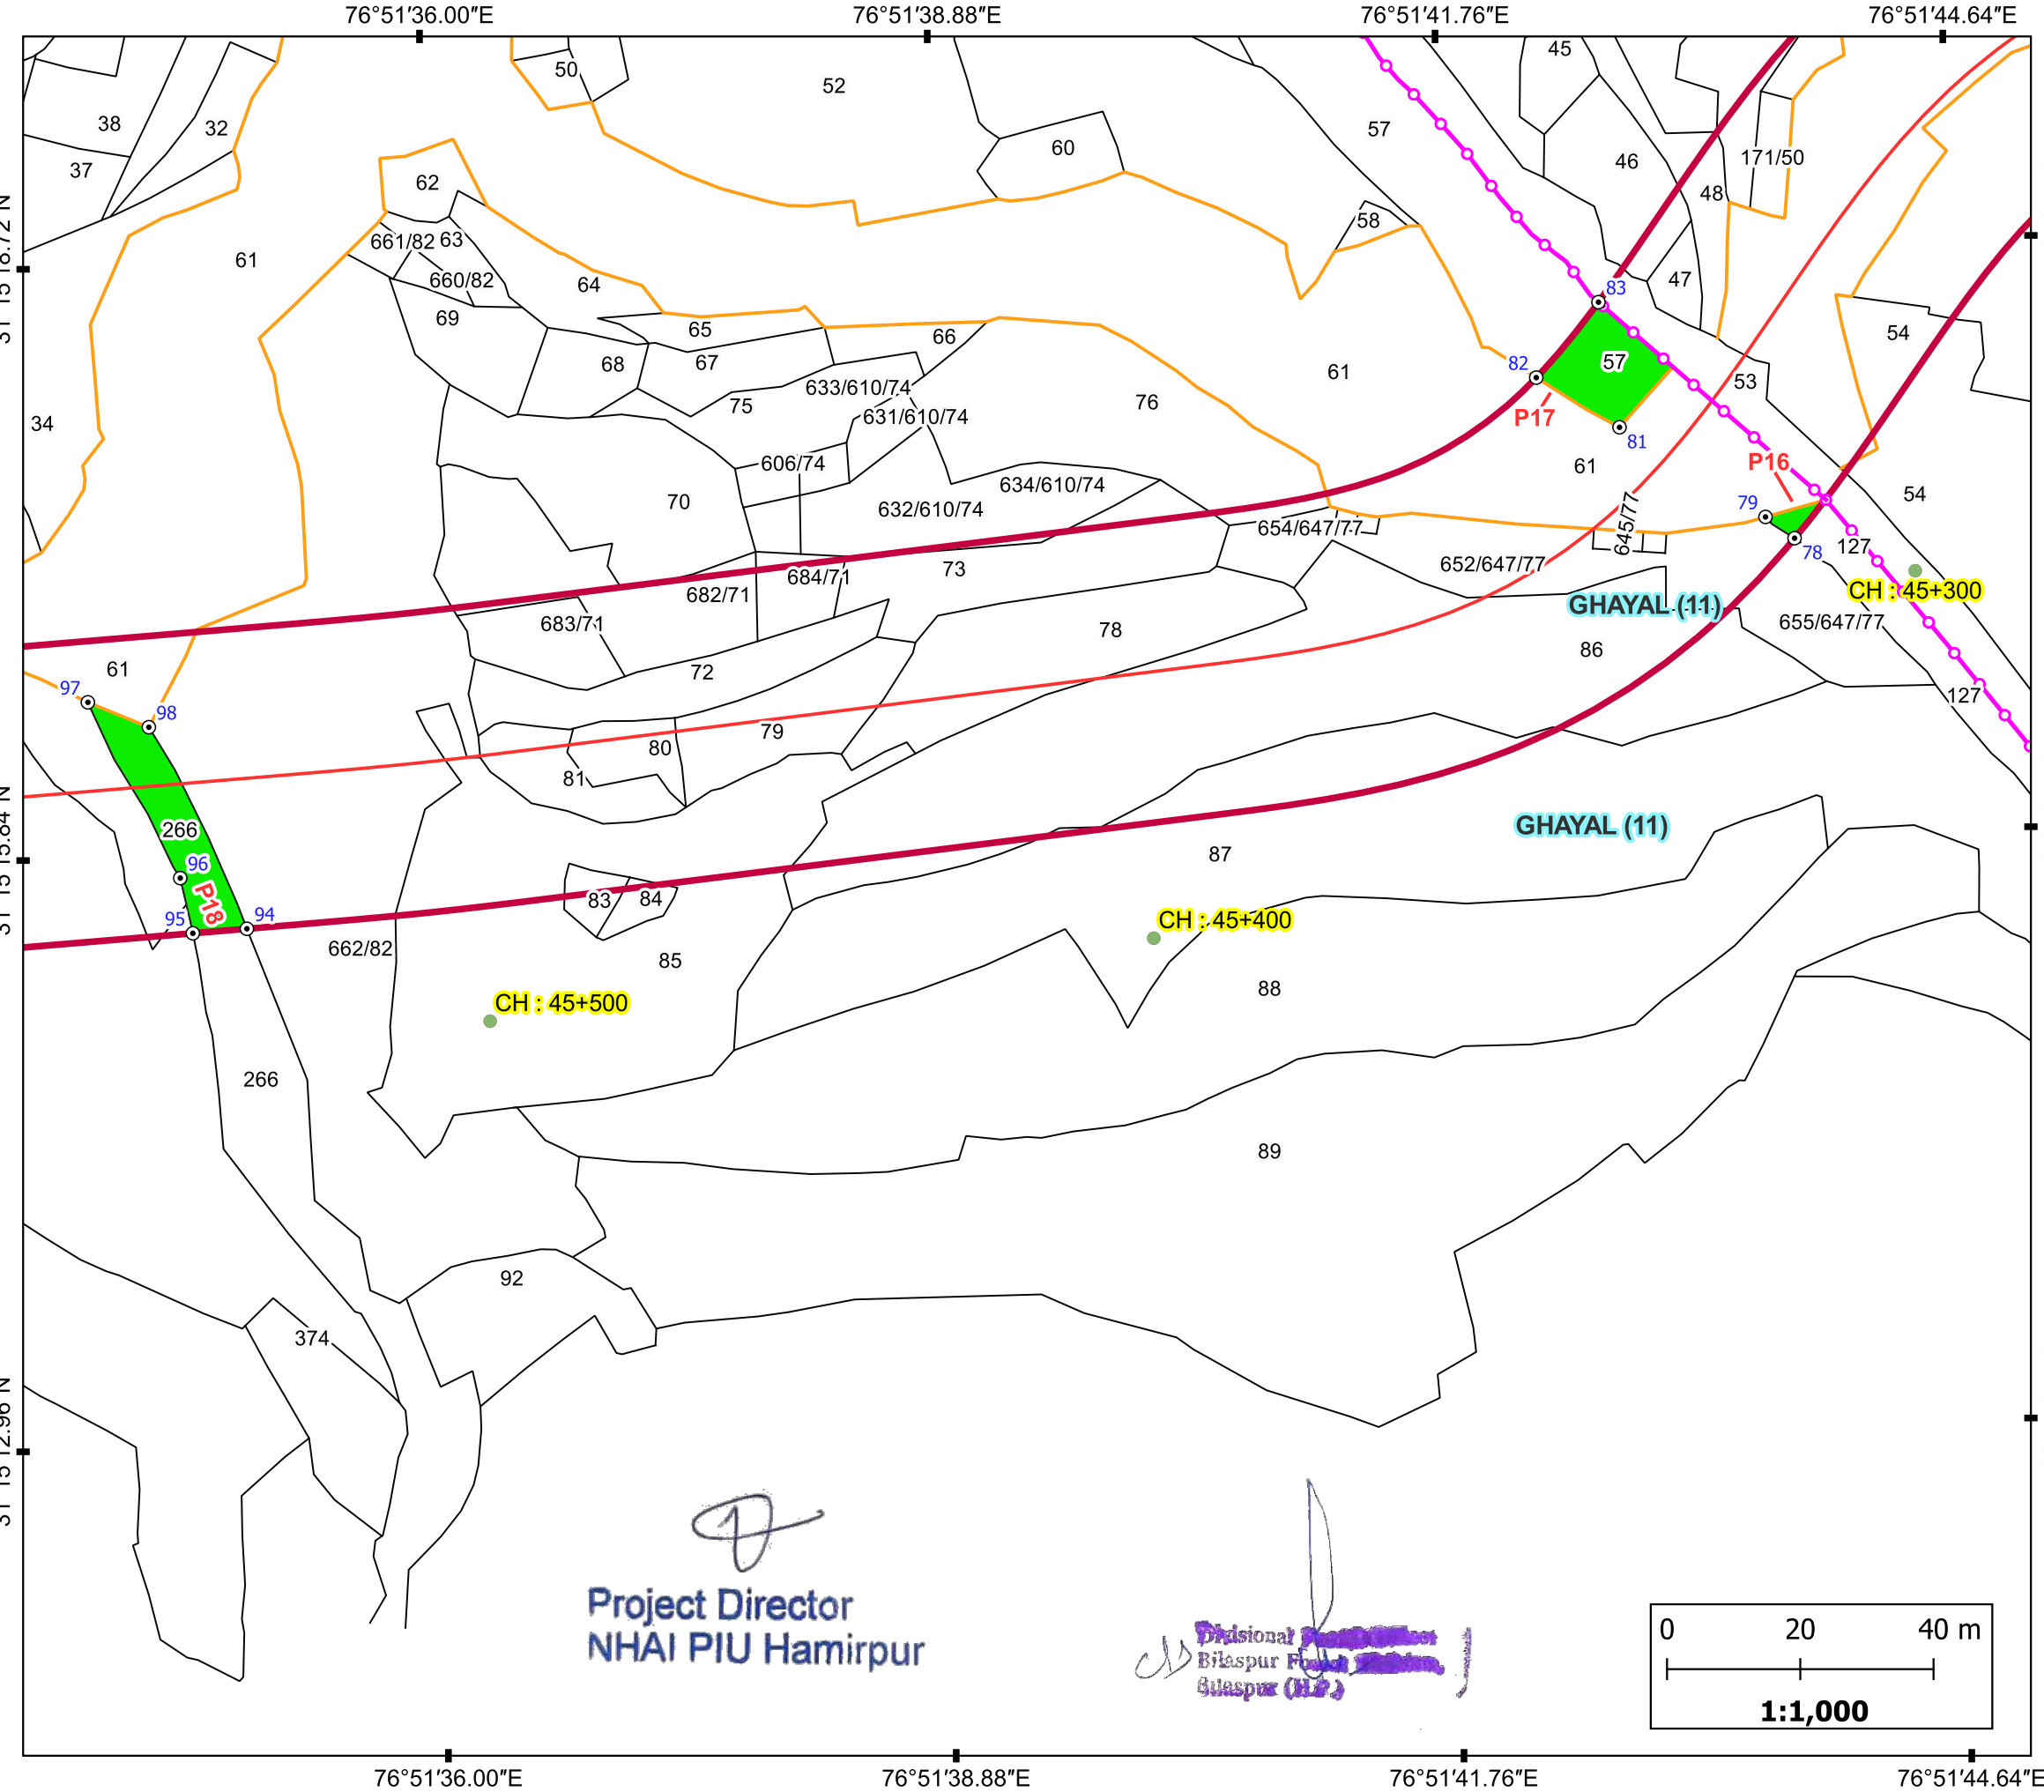 76°51'36.00"E 76°51'38.88"E 76°51'41.76"E 76°51'44.64"E
50 52 45
38 32 57 60 46 171/50
37 62 48
58
661/82 63
61 660/82 64 47
83
69 65 66 54
68 67 82 57
633/610/74 61 53
75 631/610/74 76
34 P17 81
606/74 61 P16
70 634/610/74 54
632/610/74 79
654/647/77 645/77
684/71 73 652/647/77 78 127
682/71 GHAYAL (11) CH : 45+300
683/71 78 655/647/77
86
61 72
97 127
98 79
80
81
266 GHAYAL (11)
96 87
P18 83 84
95 94 CH : 45+400
662/82 85
88
CH : 45+500
266
89
92
374
Project Director
NHAI PIU Hamirpur
Divisional
Bilaspur
Bilaspur (H.P.)
0 20 40 m
1:1,000
76°51'36.00"E 76°51'38.88"E 76°51'41.76"E 76°51'44.64"E